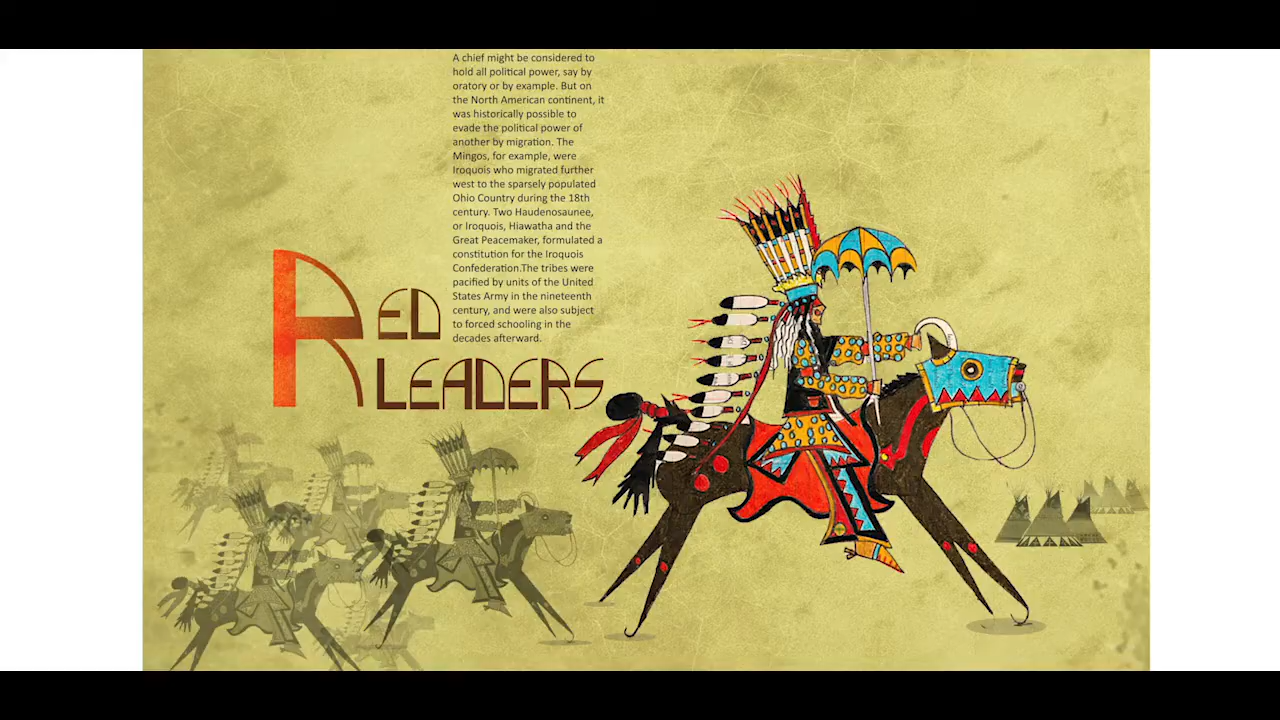 A chief might be considered to
hold all political power, say by
oratory or by example. But on
the North American continent, it
was historically possible to
evade the political power of
another by migration. The
Mingos, for example, were
Iroquois who migrated further
west to the sparsely populated
Ohio Country during the 18th
century. Two Haudenosaunee,
or Iroquois, Hiawatha and the
Great Peacemaker, formulated a
constitution for the Iroquois
Confederation.The tribes were
pacified by units of the United
States Army in the nineteenth
century, and were also subject
to forced schooling in the
decades afterward.
RED
LEADERS